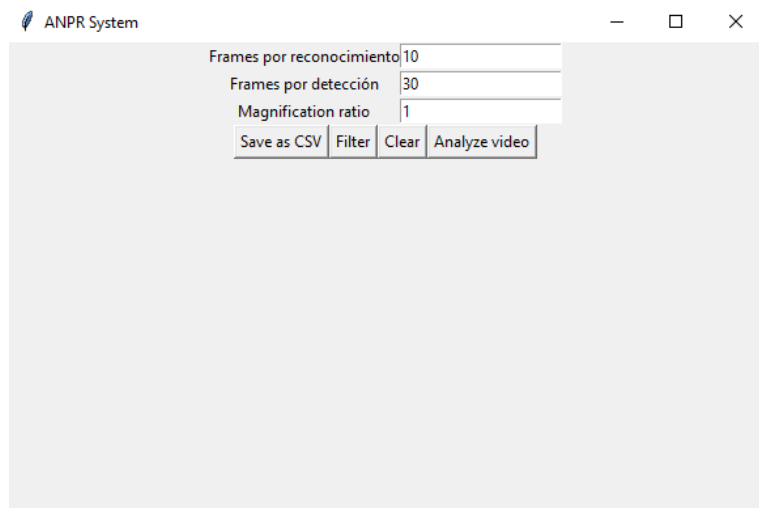 ANPR System
Frames por reconocimiento 10
Frames por detección 30
Magnification ratio 1
Save as CSV Filter Clear Analyze video